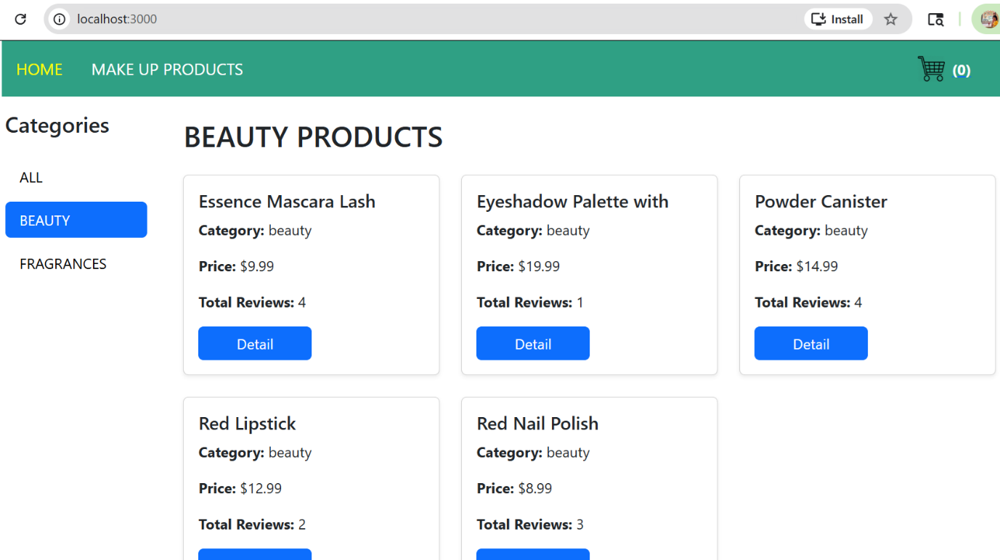 localhost:3000
Install
HOME MAKE UP PRODUCTS (0)
Categories
ALL
BEAUTY
FRAGRANCES
BEAUTY PRODUCTS
Essence Mascara Lash
Category: beauty
Price: $9.99
Total Reviews: 4
Detail
Eyeshadow Palette with
Category: beauty
Price: $19.99
Total Reviews: 1
Detail
Powder Canister
Category: beauty
Price: $14.99
Total Reviews: 4
Detail
Red Lipstick
Category: beauty
Price: $12.99
Total Reviews: 2
Red Nail Polish
Category: beauty
Price: $8.99
Total Reviews: 3